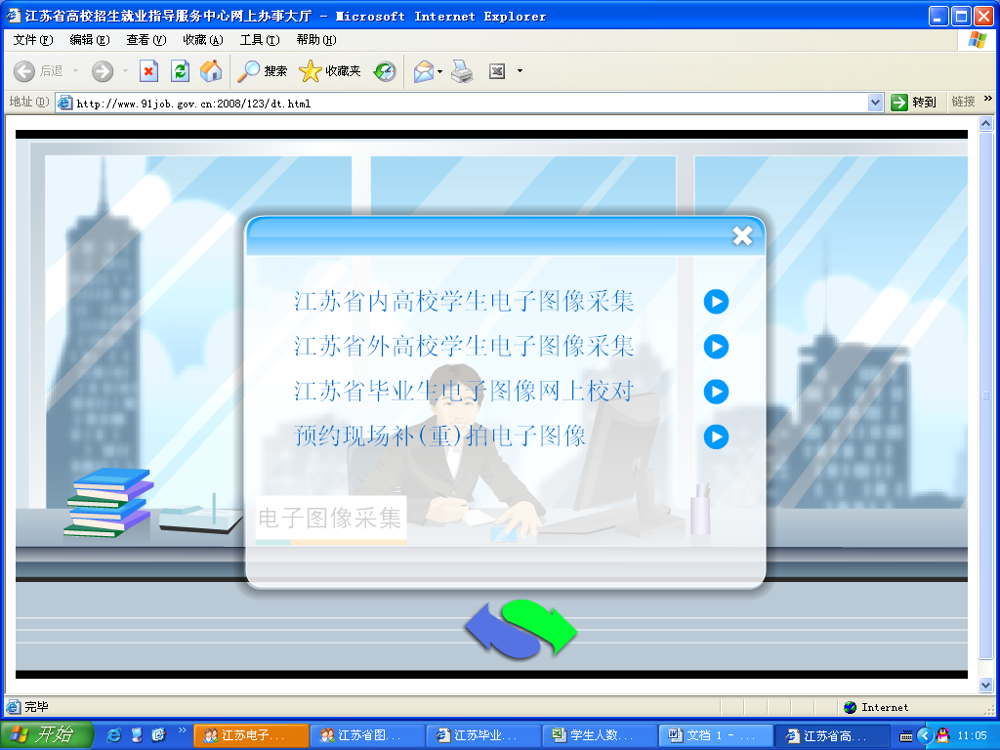 江苏省高校招生就业指导服务中心网上办事大厅 - Microsoft Internet Explorer
文件(F) 编辑(E) 查看(V) 收藏(A) 工具(T) 帮助(H)
后退 搜索 收藏夹
地址(D) http://www.91job.gov.cn:2008/123/dt.html 转到 链接 »
江苏省内高校学生电子图像采集
江苏省外高校学生电子图像采集
江苏省毕业生电子图像网上校对
预约现场补(重)拍电子图像
电子图像采集
完毕 Internet
开始 » 江苏电子... 江苏省图... 江苏毕业... 学生人数... 文档 1 - ... 江苏省高... 11:05